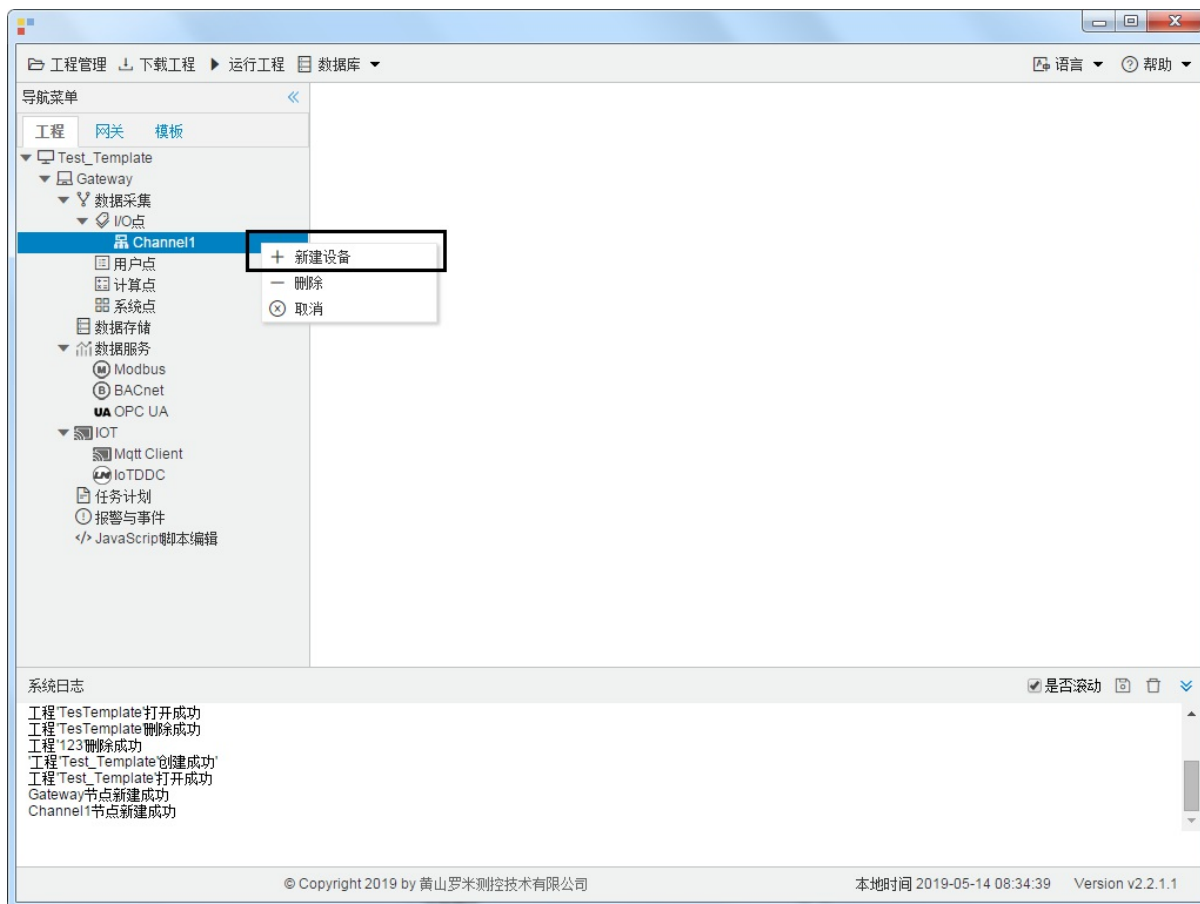 工程管理 下载工程 运行工程 数据库 语言 帮助
导航菜单
工程 网关 模板
Test_Template
Gateway
数据采集
I/O点
Channel1
新建设备
用户点
删除
计算点
取消
系统点
数据存储
数据服务
M Modbus
B BACnet
UA OPC UA
IOT
Mqtt Client
IoTDDC
任务计划
报警与事件
</> JavaScript脚本编辑
系统日志 是否滚动
工程'TesTemplate'打开成功
工程'TesTemplate'删除成功
工程'123'删除成功
'工程'Test_Template'创建成功'
工程'Test_Template'打开成功
Gateway节点新建成功
Channel1节点新建成功
© Copyright 2019 by 黄山罗米测控技术有限公司 本地时间 2019-05-14 08:34:39 Version v2.2.1.1